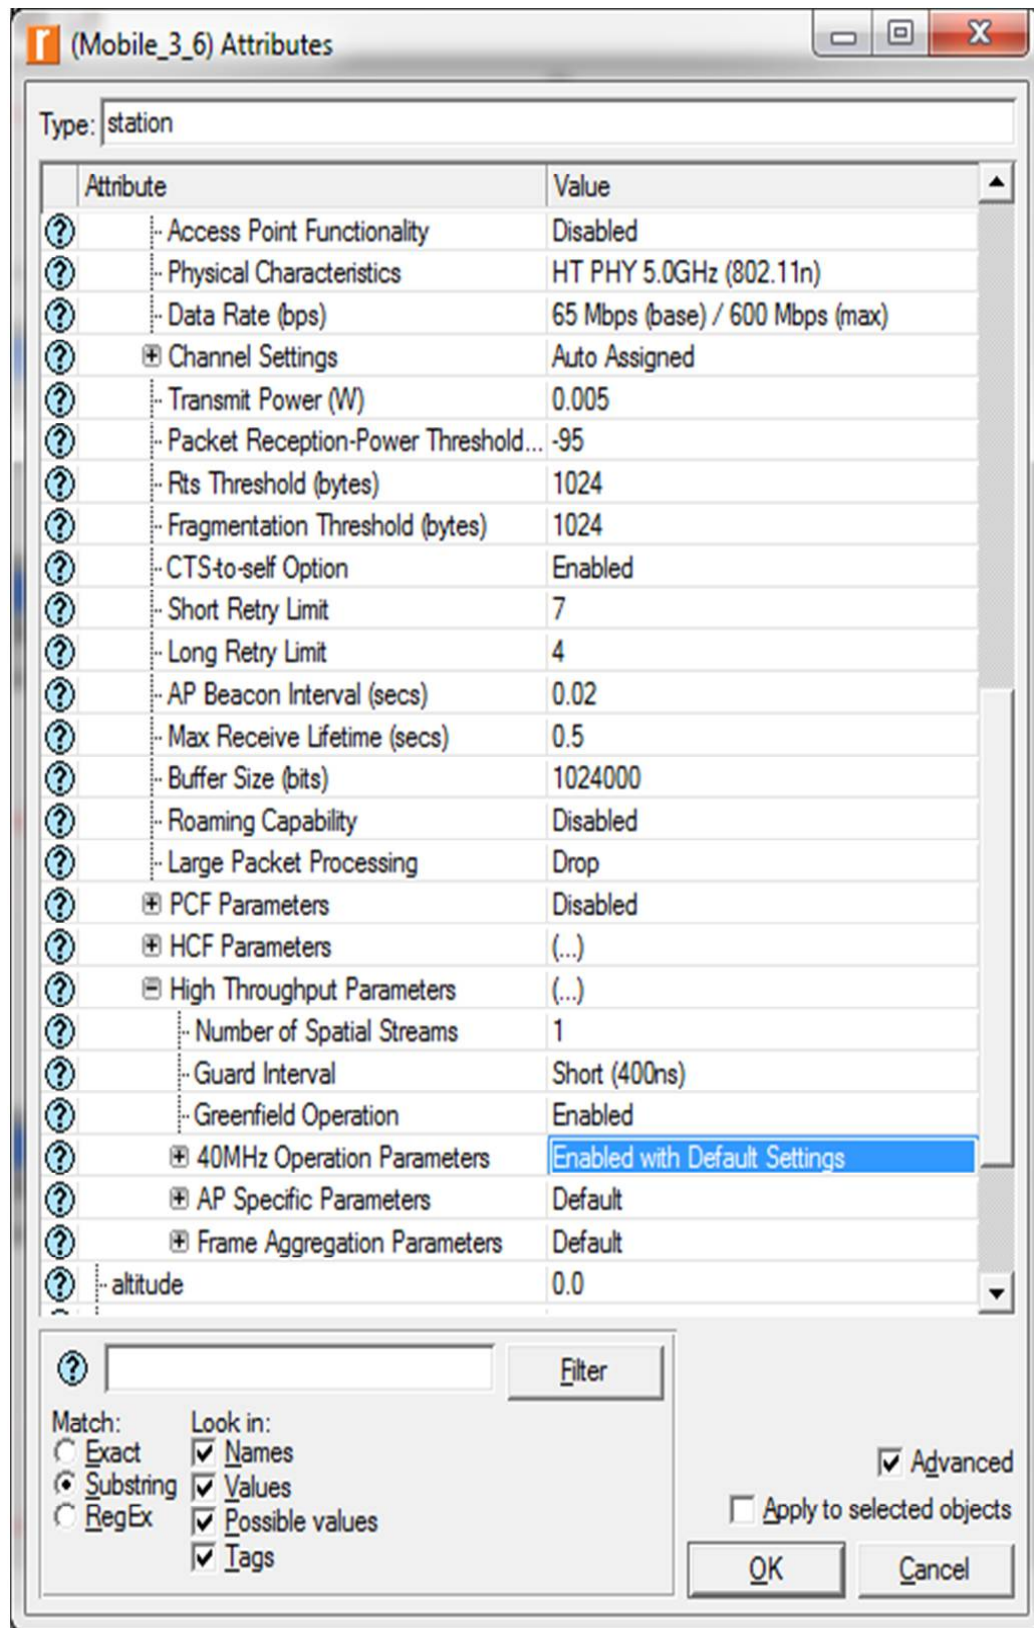 (Mobile_3_6) Attributes
Type: station
Attribute Value
Access Point Functionality Disabled
Physical Characteristics HT PHY 5.0GHz (802.11n)
Data Rate (bps) 65 Mbps (base) / 600 Mbps (max)
Channel Settings Auto Assigned
Transmit Power (W) 0.005
Packet Reception-Power Threshold... -95
Rts Threshold (bytes) 1024
Fragmentation Threshold (bytes) 1024
CTS-to-self Option Enabled
Short Retry Limit 7
Long Retry Limit 4
AP Beacon Interval (secs) 0.02
Max Receive Lifetime (secs) 0.5
Buffer Size (bits) 1024000
Roaming Capability Disabled
Large Packet Processing Drop
PCF Parameters Disabled
HCF Parameters (...)
High Throughput Parameters (...)
Number of Spatial Streams 1
Guard Interval Short (400ns)
Greenfield Operation Enabled
40MHz Operation Parameters Enabled with Default Settings
AP Specific Parameters Default
Frame Aggregation Parameters Default
altitude 0.0
Filter
Match: Look in:
Exact Names
Substring Values
RegEx Possible values
Tags
Advanced
Apply to selected objects
OK Cancel